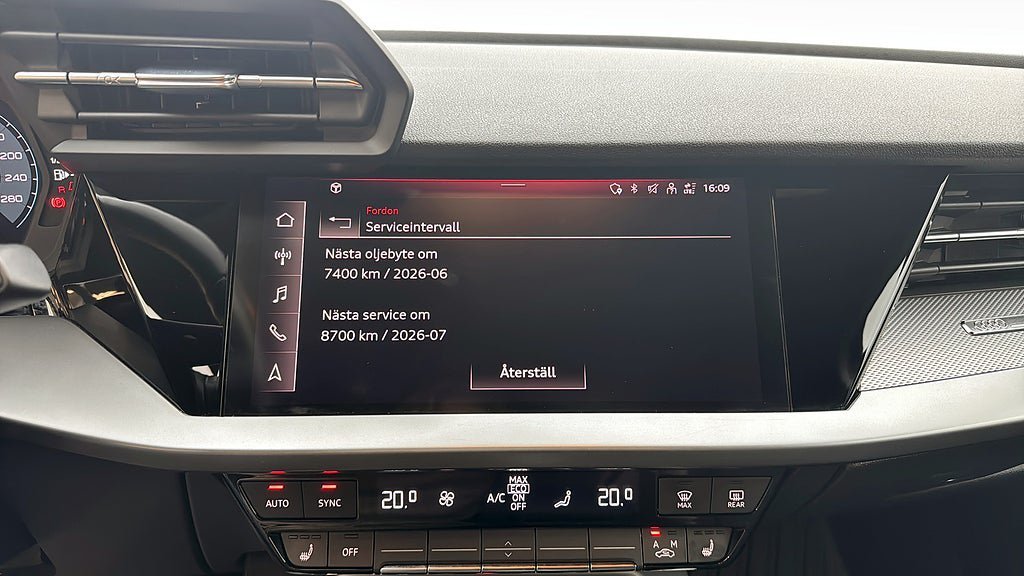 200
240
260
R
D
(P)
16:09
Fordon
Serviceintervall
Nästa oljebyte om
7400 km / 2026-06
Nästa service om
8700 km / 2026-07
Återställ
AUTO
SYNC
20.0
A/C
MAX
ECO
ON
OFF
20.0
MAX
REAR
OFF
A M